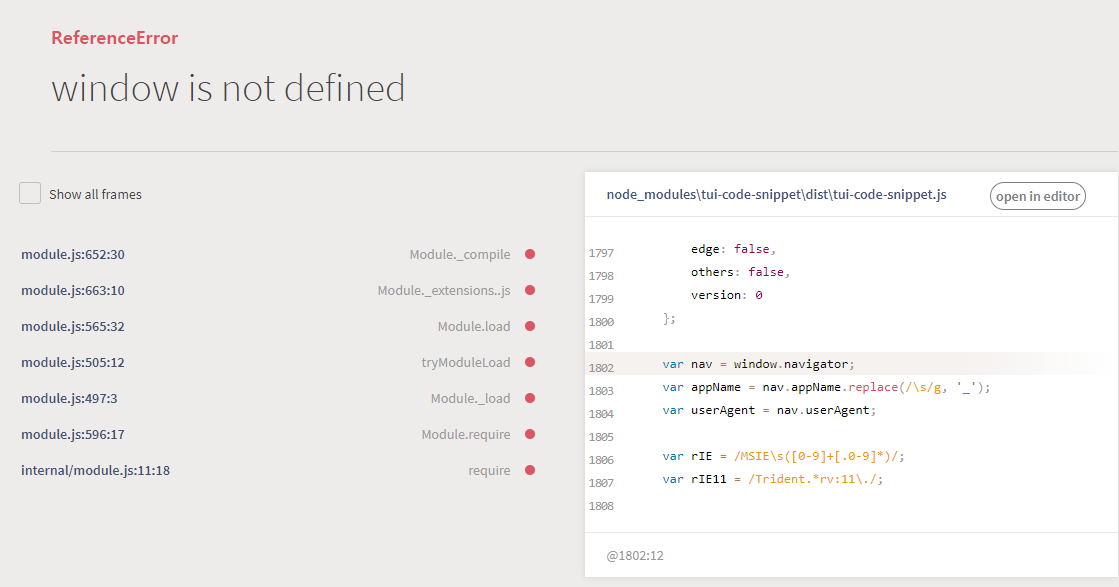 ReferenceError
window is not defined
Show all frames
module.js:652:30 Module._compile
module.js:663:10 Module._extensions..js
module.js:565:32 Module.load
module.js:505:12 tryModuleLoad
module.js:497:3 Module._load
module.js:596:17 Module.require
internal/module.js:11:18 require
node_modules\tui-code-snippet\dist\tui-code-snippet.js open in editor
1797 edge: false,
1798 others: false,
1799 version: 0
1800 };
1801
1802 var nav = window.navigator;
1803 var appName = nav.appName.replace(/\s/g, '_');
1804 var userAgent = nav.userAgent;
1805
1806 var rIE = /MSIE\s([0-9]+[.0-9]*)/;
1807 var rIE11 = /Trident.*rv:11\./;
1808
@1802:12